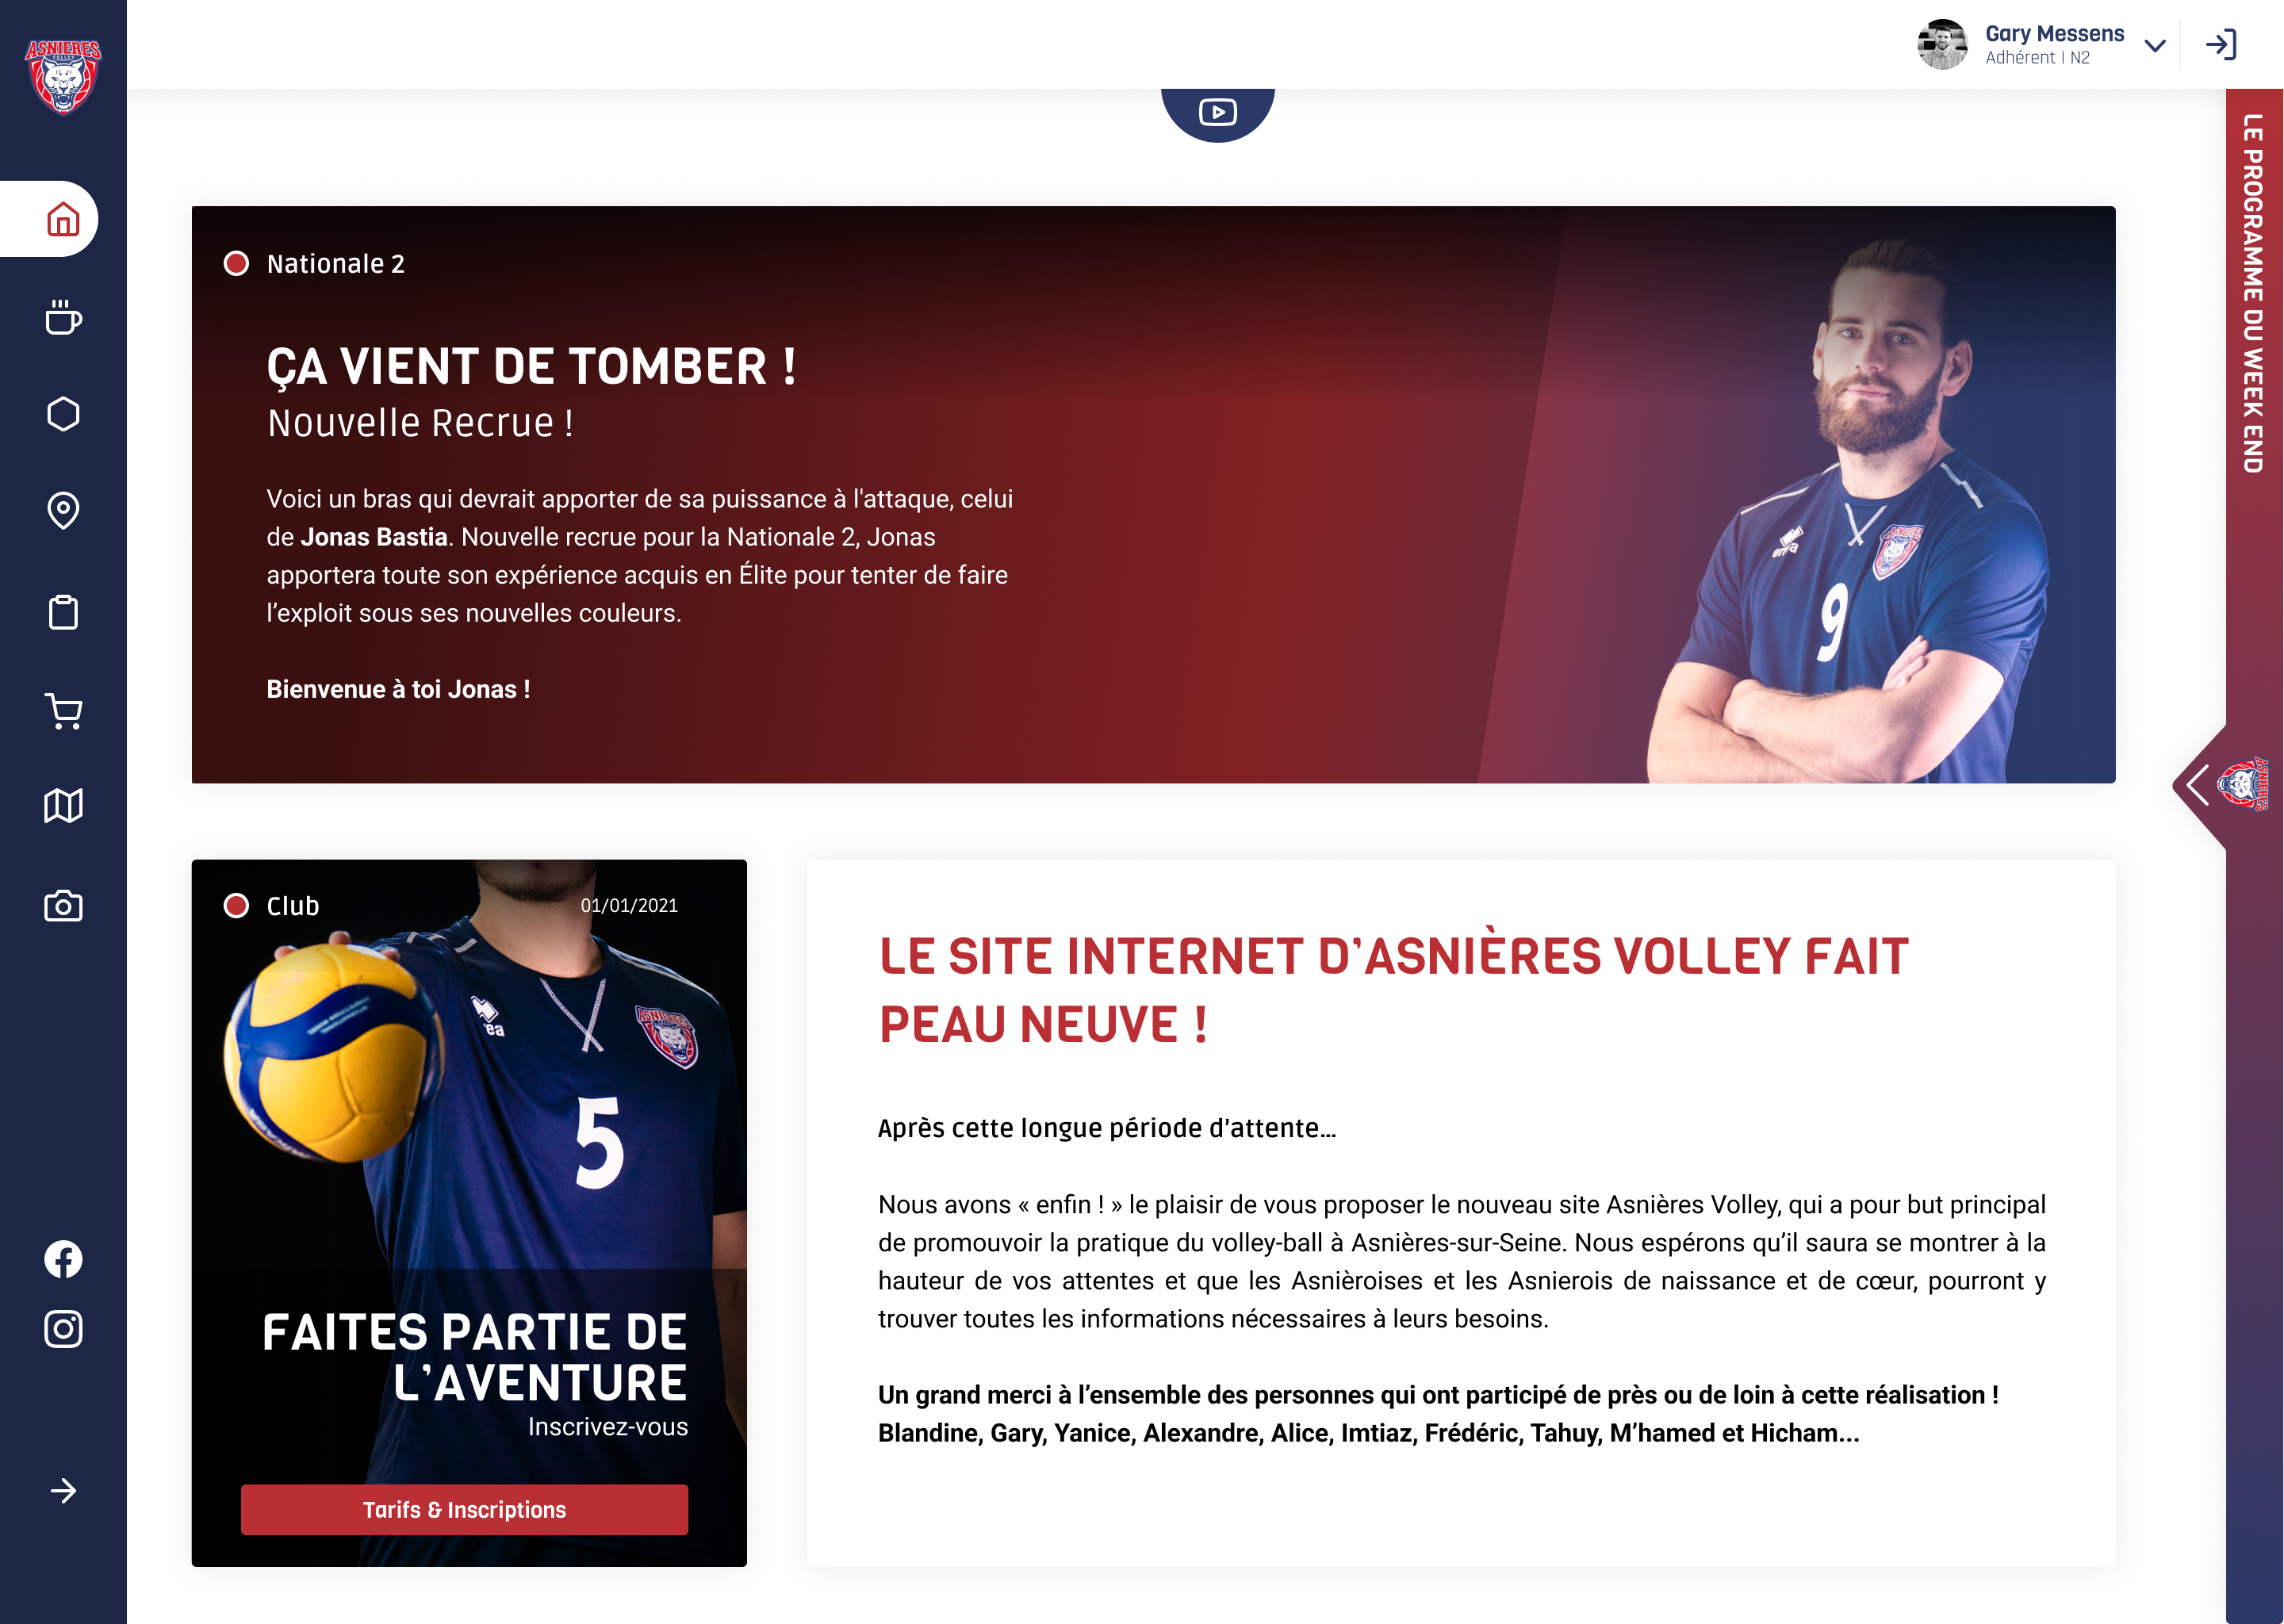 ASNIERES
VOLLEY
Gary Messens
Adhérent I N2
LE PROGRAMME DU WEEK END
Nationale 2
ÇA VIENT DE TOMBER !
Nouvelle Recrue !
Voici un bras qui devrait apporter de sa puissance à l'attaque, celui
de Jonas Bastia. Nouvelle recrue pour la Nationale 2, Jonas
apportera toute son expérience acquis en Élite pour tenter de faire
l’exploit sous ses nouvelles couleurs.
Bienvenue à toi Jonas !
ASNIERES
9
ASNIERES
Club
01/01/2021
ASNIERES
5
FAITES PARTIE DE
L’AVENTURE
Inscrivez-vous
Tarifs & Inscriptions
LE SITE INTERNET D’ASNIÈRES VOLLEY FAIT
PEAU NEUVE !
Après cette longue période d’attente...
Nous avons « enfin ! » le plaisir de vous proposer le nouveau site Asnières Volley, qui a pour but principal
de promouvoir la pratique du volley-ball à Asnières-sur-Seine. Nous espérons qu’il saura se montrer à la
hauteur de vos attentes et que les Asnièroises et les Asnierois de naissance et de cœur, pourront y
trouver toutes les informations nécessaires à leurs besoins.
Un grand merci à l’ensemble des personnes qui ont participé de près ou de loin à cette réalisation !
Blandine, Gary, Yanice, Alexandre, Alice, Imtiaz, Frédéric, Tahuy, M’hamed et Hicham...